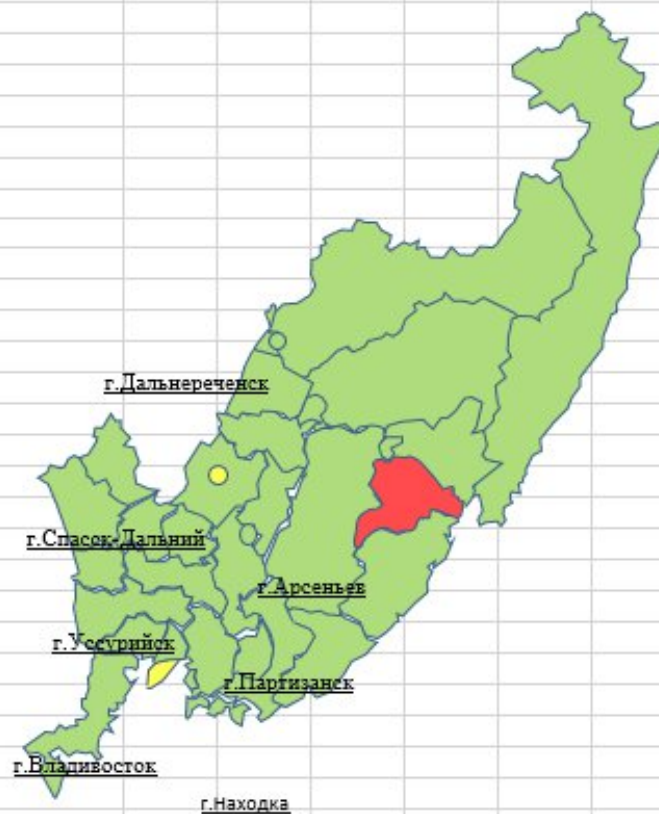 г.Дальнереченск
г.Спасск-Дальний
г.Арсеньев
г.Уссурийск
г.Партизанск
г.Владивосток
г.Находка